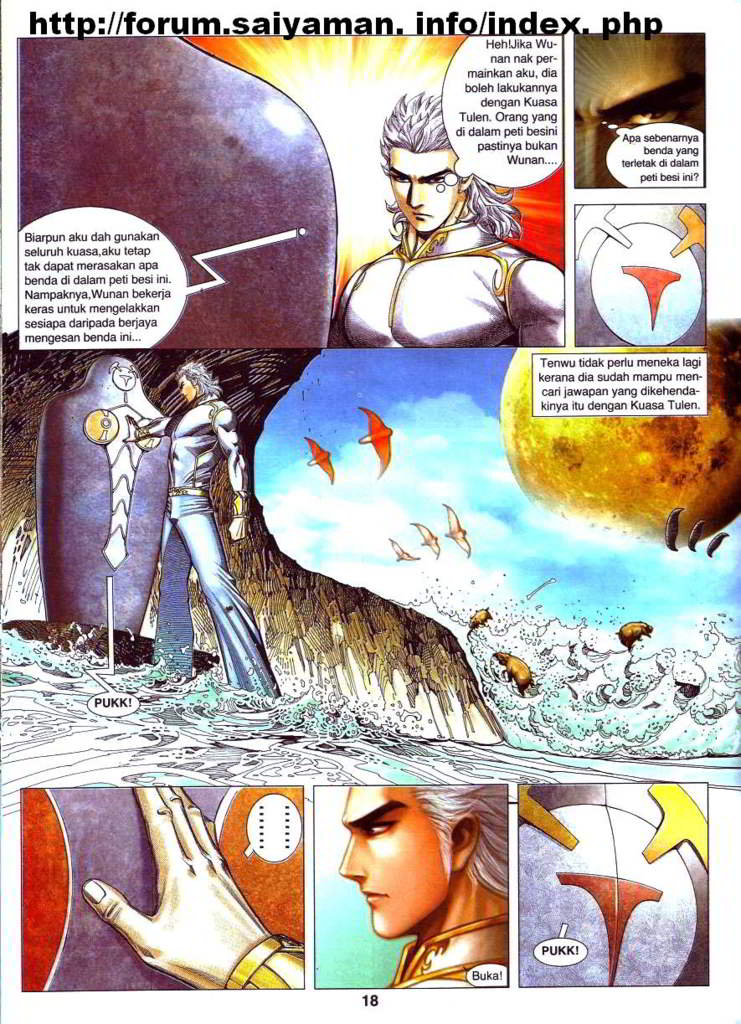 http://forum.saiyaman. info/index. php
Biarpun aku dah gunakan
seluruh kuasa,aku tetap
tak dapat merasakan apa
benda di dalam peti besi ini.
Nampaknya,Wunan bekerja
keras untuk mengelakkan
sesiapa daripada berjaya
mengesan benda ini...
Heh!Jika Wu-
nan nak per-
mainkan aku, dia
boleh lakukannya
dengan Kuasa
Tulen. Orang yang
di dalam peti besini
pastinya bukan
Wunan....
Apa sebenarnya
benda yang
terletak di dalam
peti besi ini?
Tenwu tidak perlu meneka lagi
kerana dia sudah mampu men-
cari jawapan yang dikehenda-
kinya itu dengan Kuasa Tulen.
PUKK!
Buka!
PUKK!
18